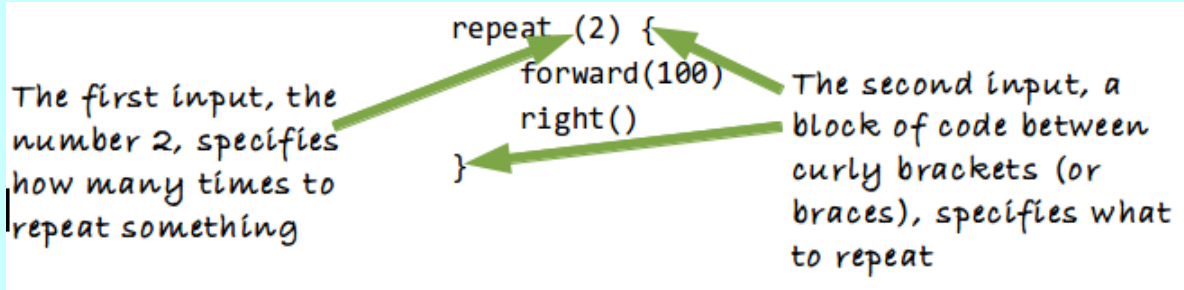 repeat (2) {
forward(100)
right()
}
The first input, the
number 2, specifies
how many times to
repeat something
The second input, a
block of code between
curly brackets (or
braces), specifies what
to repeat